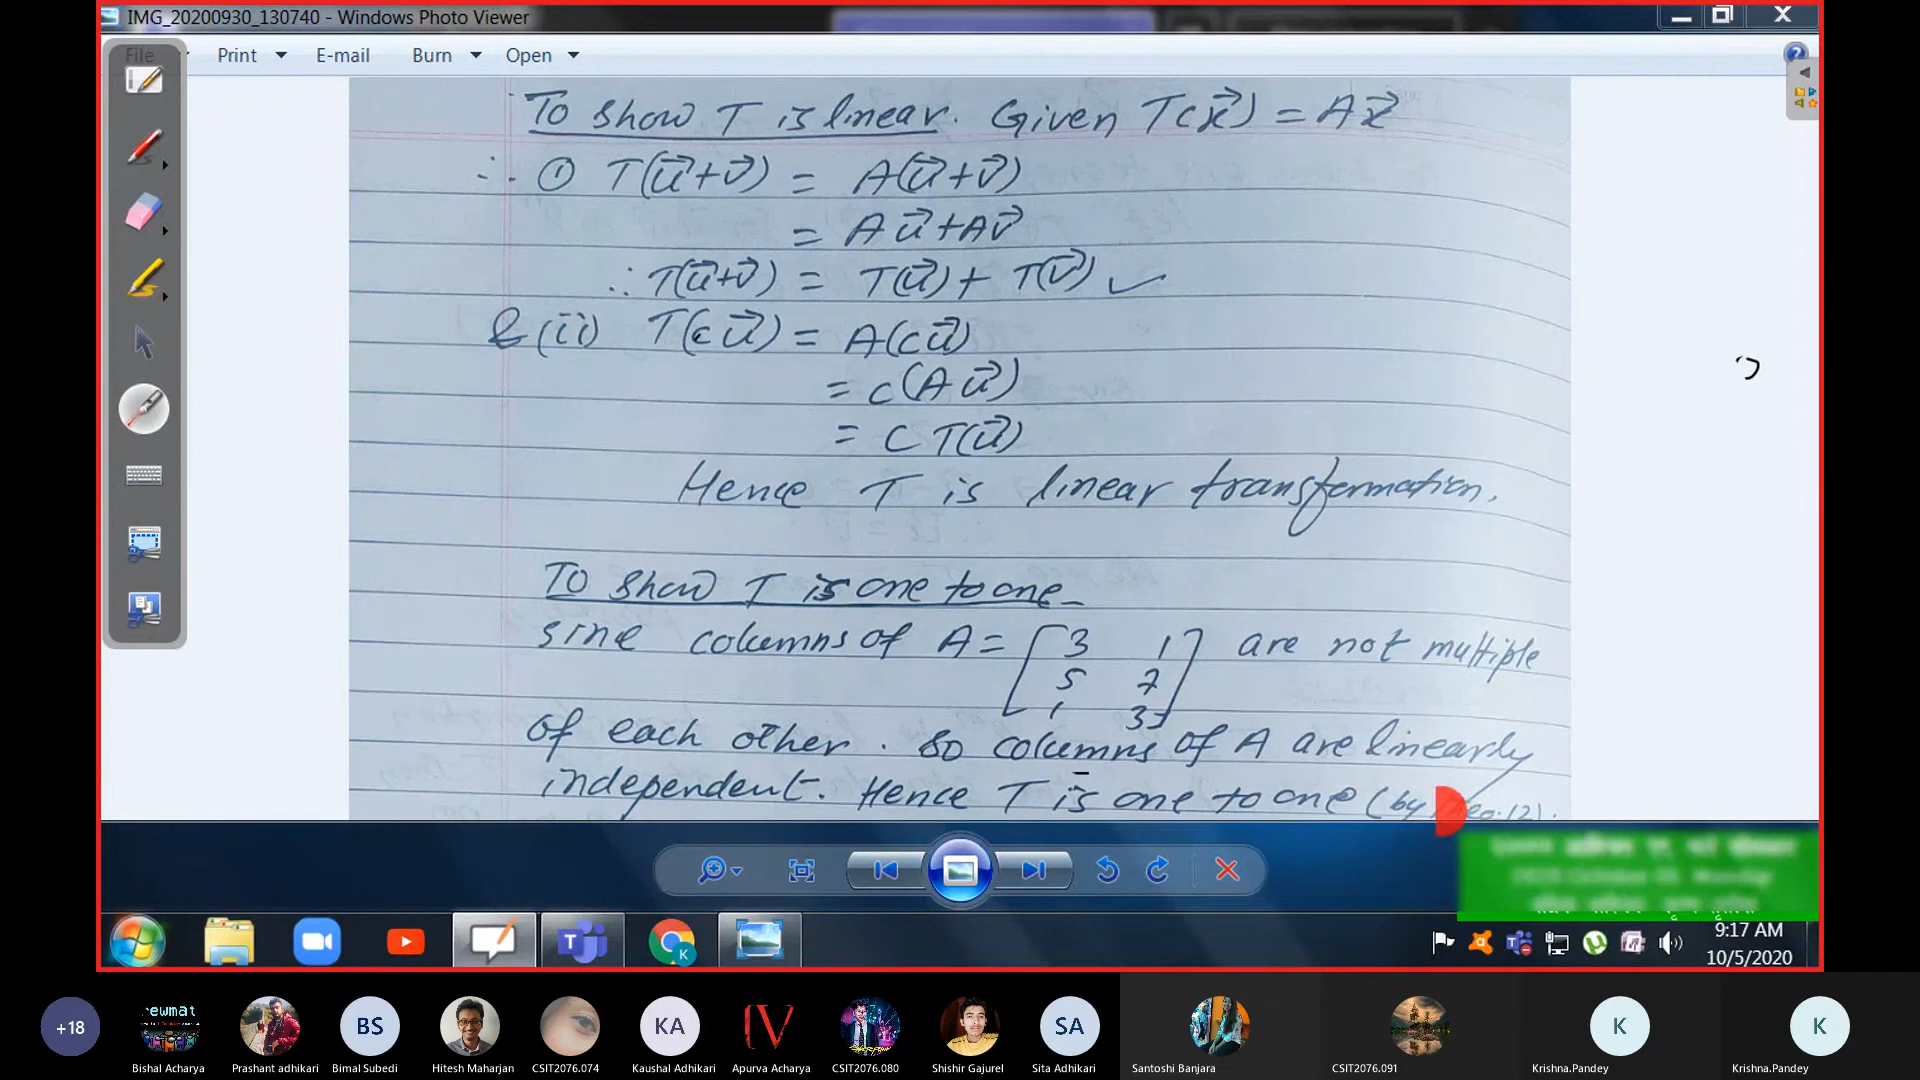 IMG_20200930_130740 - Windows Photo Viewer
File Print E-mail Burn Open
To show T is linear. Given T(x⃗) = Ax⃗
∴ ① T(u⃗+v⃗) = A(u⃗+v⃗)
= Au⃗+Av⃗
∴ T(u⃗+v⃗) = T(u⃗) + T(v⃗) ✓
& (ii) T(cu⃗) = A(cu⃗)
= c(Au⃗)
= cT(u⃗)
Hence T is linear transformation.
To show T is one to one
sine columns of A = [3 1 are not multiple
5 7
1 3]
of each other. So columns of A are linearly
independent. Hence T is one to one (by 12).
9:17 AM
10/5/2020
+18
ewmat
BS
KA
SA
K
K
Bishal Acharya
Prashant adhikari
Bimal Subedi
Hitesh Maharjan
CSIT2076.074
Kaushal Adhikari
Apurva Acharya
CSIT2076.080
Shishir Gajurel
Sita Adhikari
Santoshi Banjara
CSIT2076.091
Krishna.Pandey
Krishna.Pandey